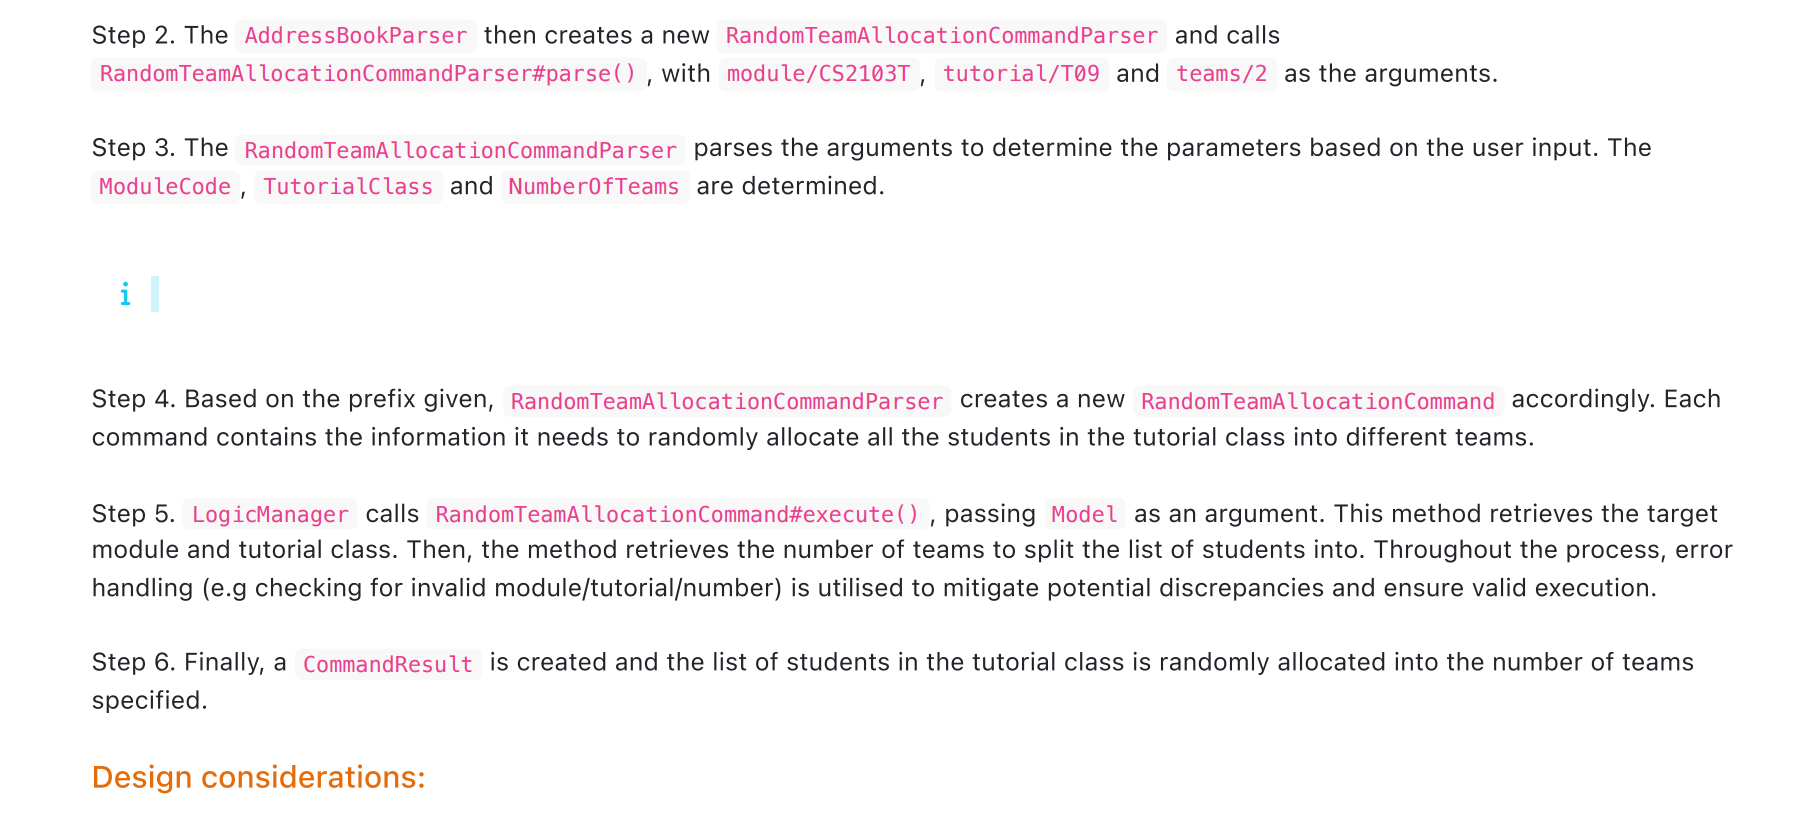 Step 2. The AddressBookParser then creates a new RandomTeamAllocationCommandParser and calls
RandomTeamAllocationCommandParser#parse() , with module/CS2103T , tutorial/T09 and teams/2 as the arguments.
Step 3. The RandomTeamAllocationCommandParser parses the arguments to determine the parameters based on the user input. The
ModuleCode , TutorialClass and NumberOfTeams are determined.
i
Step 4. Based on the prefix given, RandomTeamAllocationCommandParser creates a new RandomTeamAllocationCommand accordingly. Each
command contains the information it needs to randomly allocate all the students in the tutorial class into different teams.
Step 5. LogicManager calls RandomTeamAllocationCommand#execute() , passing Model as an argument. This method retrieves the target
module and tutorial class. Then, the method retrieves the number of teams to split the list of students into. Throughout the process, error
handling (e.g checking for invalid module/tutorial/number) is utilised to mitigate potential discrepancies and ensure valid execution.
Step 6. Finally, a CommandResult is created and the list of students in the tutorial class is randomly allocated into the number of teams
specified.
Design considerations: